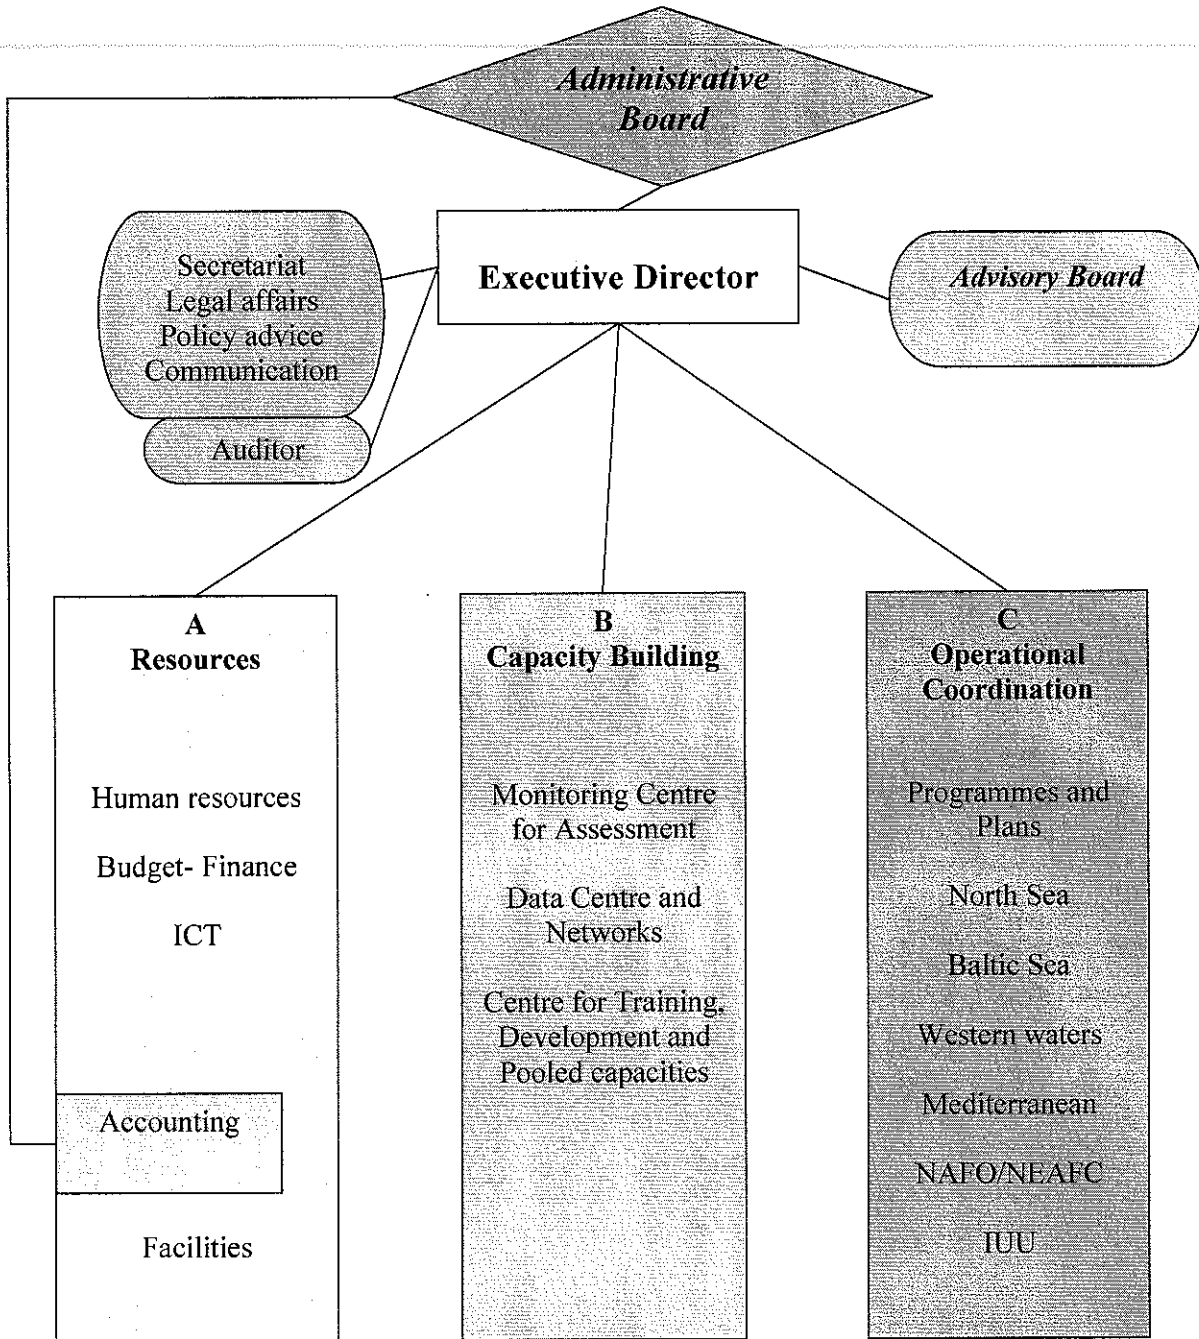 Administrative
Board
Executive Director
Secretariat
Legal affairs
Policy advice
Communication
Auditor
Advisory Board
A
Resources
Human resources
Budget- Finance
ICT
Accounting
Facilities
B
Capacity Building
Monitoring Centre
for Assessment
Data Centre and
Networks
Centre for Training,
Development and
Pooled capacities
C
Operational
Coordination
Programmes and
Plans
North Sea
Baltic Sea
Western waters
Mediterranean
NAFO/NEAFC
IUU